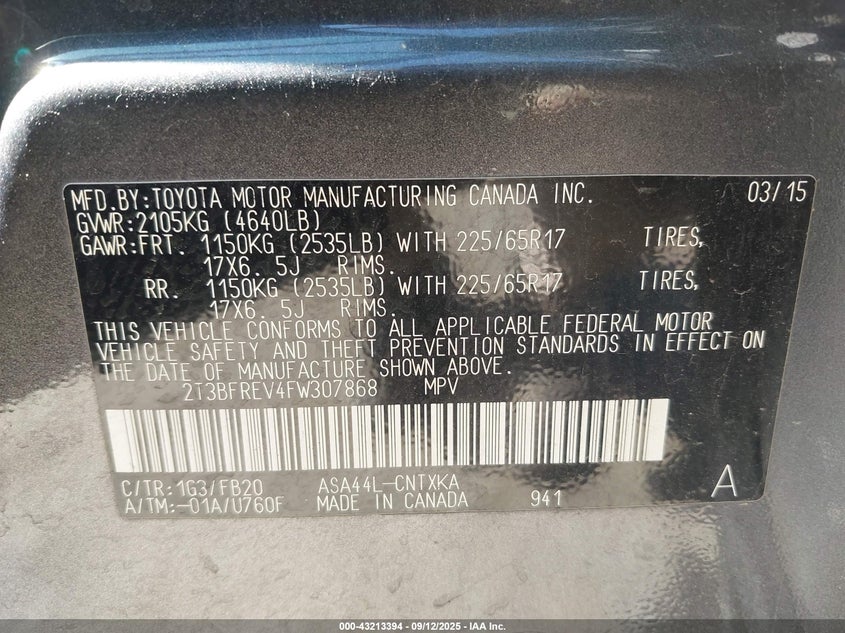 MFD.BY:TOYOTA MOTOR MANUFACTURING CANADA INC. 03/15
GVWR:2105KG (4640LB)
GAWR:FRT. 1150KG (2535LB) WITH 225/65R17 TIRES,
17X6. 5J RIMS.
RR. 1150KG (2535LB) WITH 225/65R17 TIRES,
17X6. 5J RIMS.
THIS VEHICLE CONFORMS TO ALL APPLICABLE FEDERAL MOTOR
VEHICLE SAFETY AND THEFT PREVENTION STANDARDS IN EFFECT ON
THE DATE OF MANUFACTURE SHOWN ABOVE.
2T3BFREV4FW307868 MPV
C/TR:1G3/FB20 ASA44L-CNTXKA A
A/TM:-01A/U760F MADE IN CANADA 941
000-43213394 - 09/12/2025 - IAA Inc.